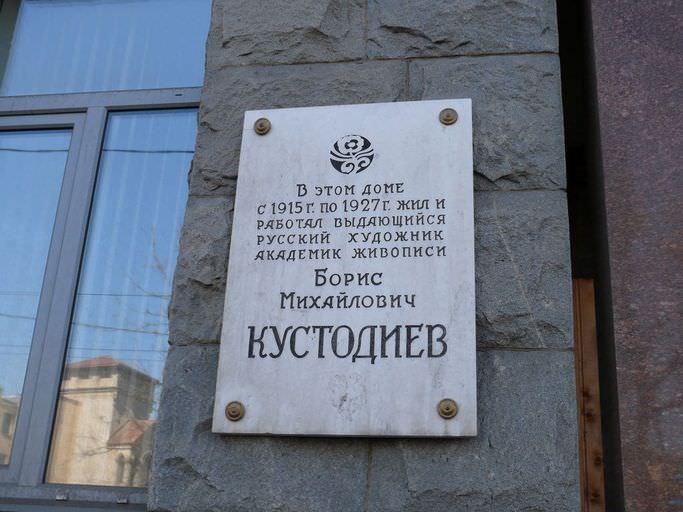 В ЭТОМ ДОМЕ
С 1915 Г. ПО 1927 Г. ЖИЛ И
РАБОТАЛ ВЫДАЮЩИЙСЯ
РУССКИЙ ХУДОЖНИК
АКАДЕМИК ЖИВОПИСИ
БОРИС
МИХАЙЛОВИЧ
КУСТОДИЕВ